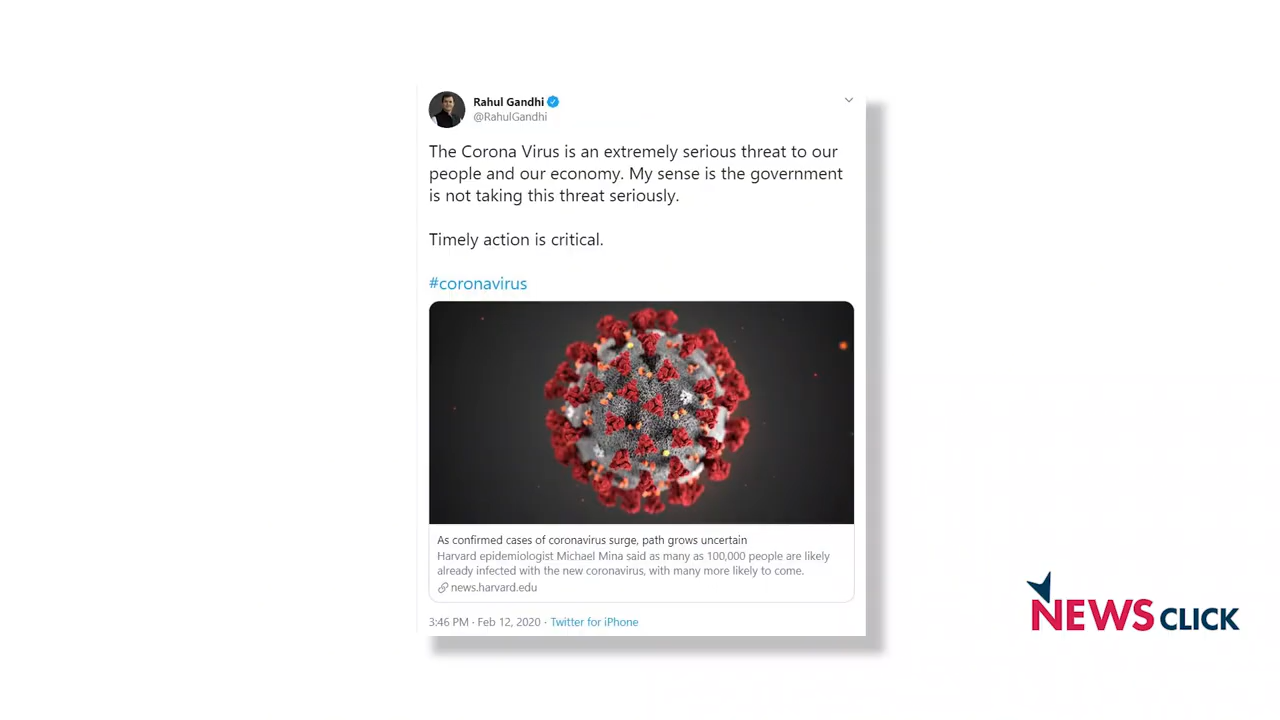 Rahul Gandhi
@RahulGandhi
The Corona Virus is an extremely serious threat to our
people and our economy. My sense is the government
is not taking this threat seriously.
Timely action is critical.
#coronavirus
As confirmed cases of coronavirus surge, path grows uncertain
Harvard epidemiologist Michael Mina said as many as 100,000 people are likely
already infected with the new coronavirus, with many more likely to come.
news.harvard.edu
3:46 PM · Feb 12, 2020 · Twitter for iPhone
NEWSCLICK